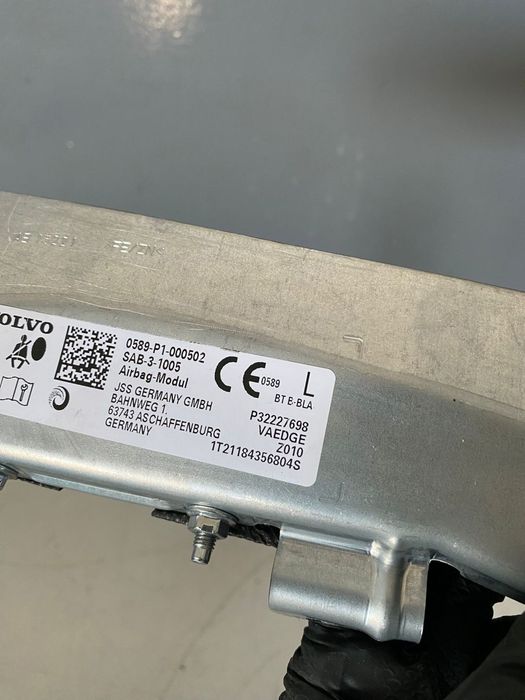 VOLVO
0589-P1-000502
SAB-3-1005
Airbag-Modul
JSS GERMANY GMBH
BAHNWEG 1,
63743 ASCHAFFENBURG
GERMANY
CE 0589
L
BT B-BLA
P32227698
VAEDGE
Z010
1T21184356804S